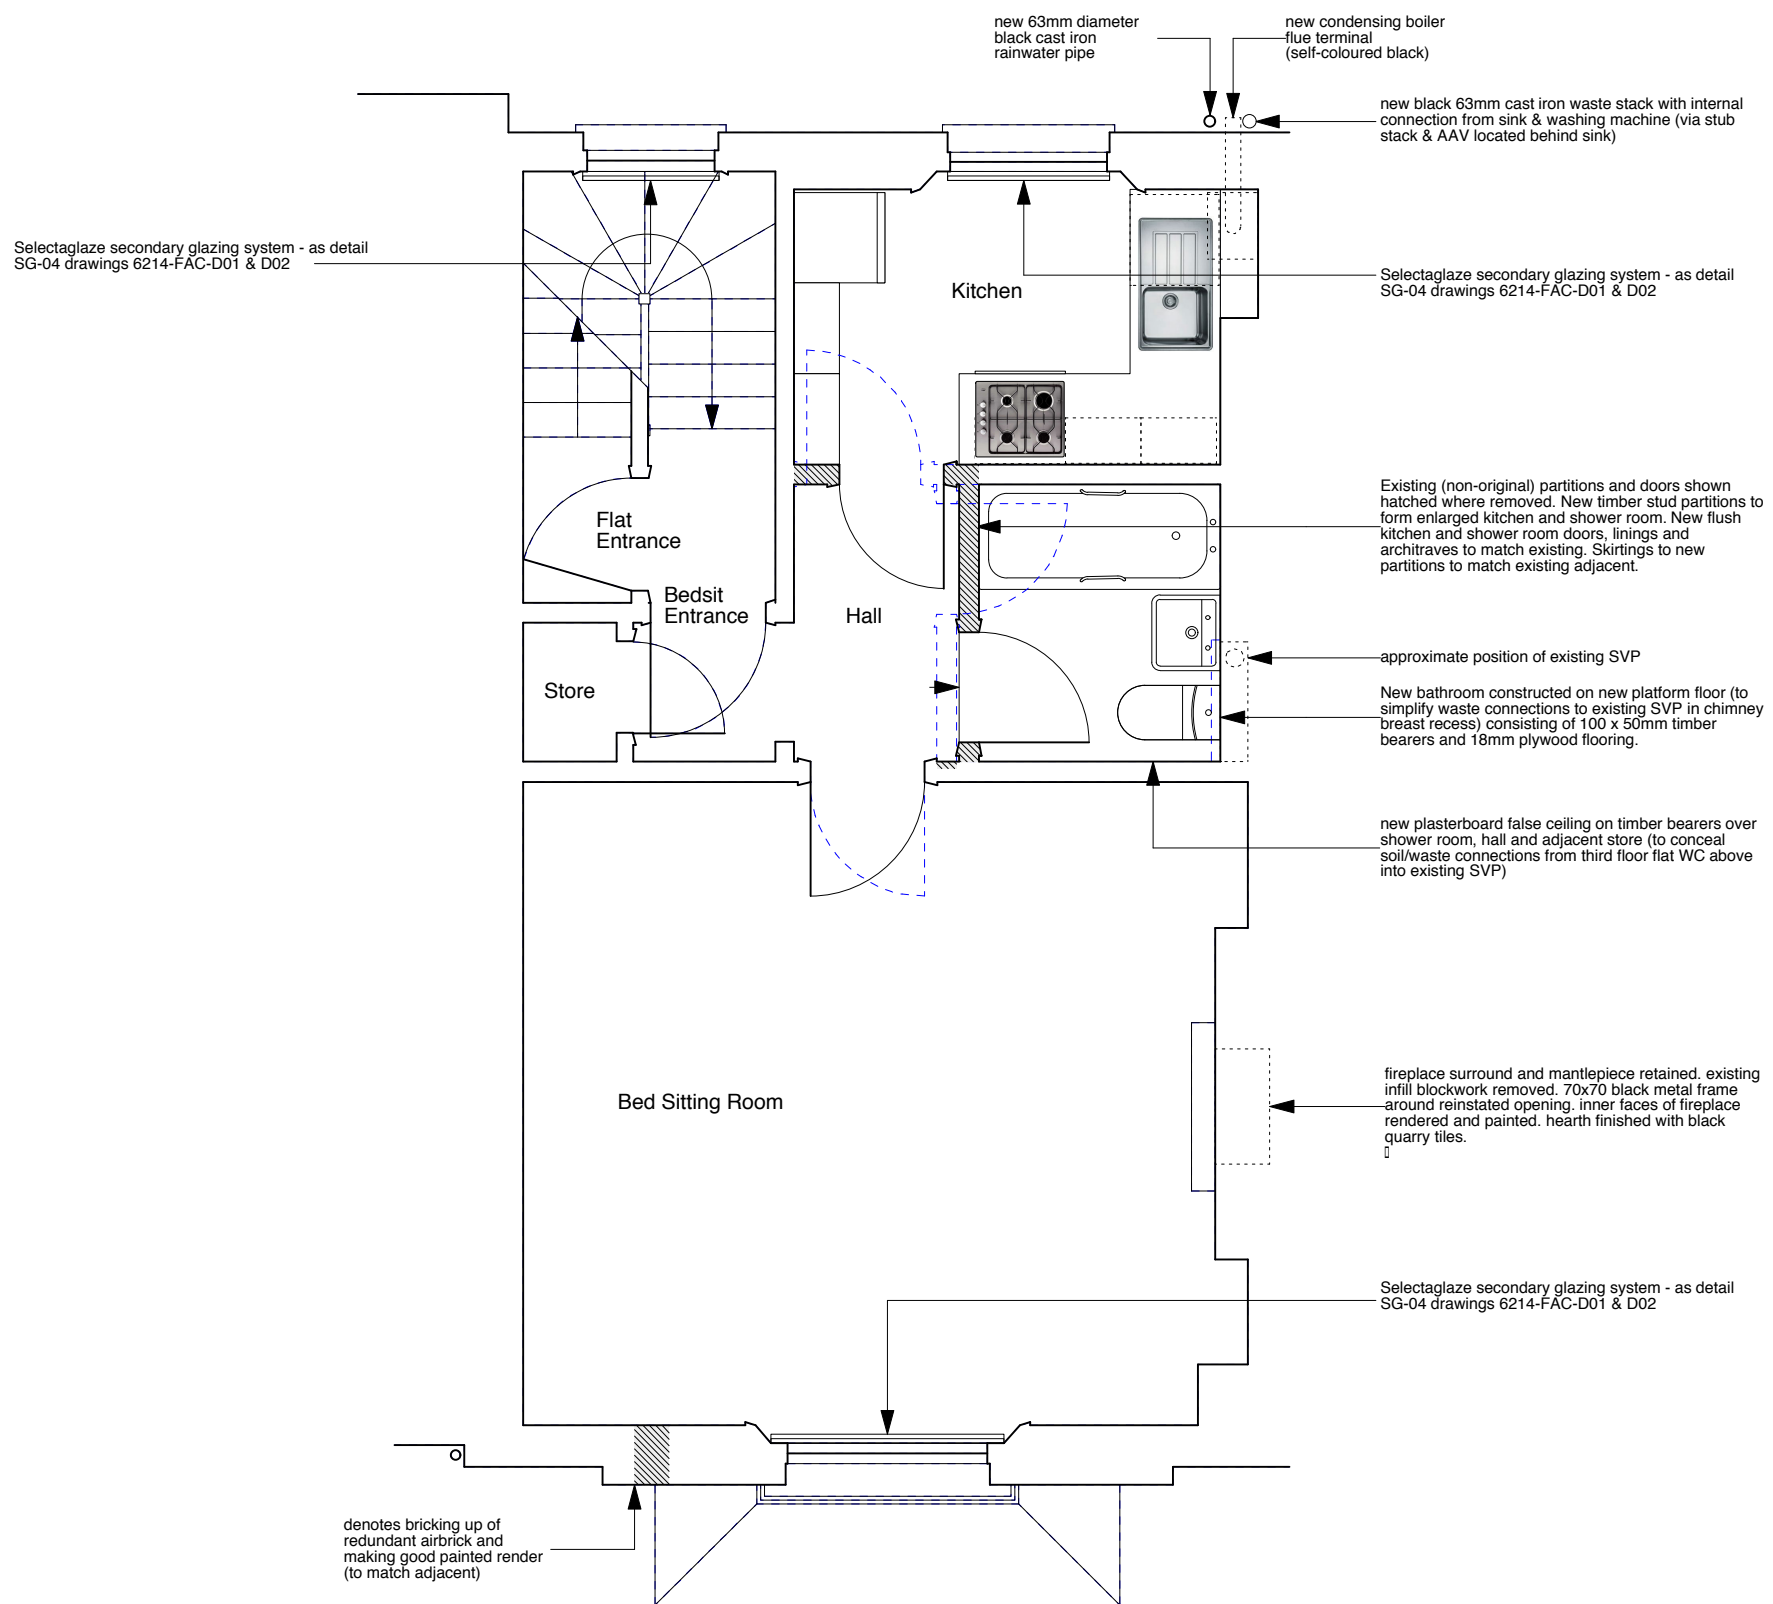 new 63mm diameter
black cast iron
rainwater pipe
new condensing boiler
flue terminal
(self-coloured black)
new black 63mm cast iron waste stack with internal
connection from sink & washing machine (via stub
stack & AAV located behind sink)
Selectaglaze secondary glazing system - as detail
SG-04 drawings 6214-FAC-D01 & D02
Kitchen
Selectaglaze secondary glazing system - as detail
SG-04 drawings 6214-FAC-D01 & D02
Existing (non-original) partitions and doors shown
hatched where removed. New timber stud partitions to
form enlarged kitchen and shower room. New flush
kitchen and shower room doors, linings and
architraves to match existing. Skirtings to new
partitions to match existing adjacent.
Flat
Entrance
Bedsit
Entrance
Hall
Store
approximate position of existing SVP
New bathroom constructed on new platform floor (to
simplify waste connections to existing SVP in chimney
breast recess) consisting of 100 x 50mm timber
bearers and 18mm plywood flooring.
new plasterboard false ceiling on timber bearers over
shower room, hall and adjacent store (to conceal
soil/waste connections from third floor flat WC above
into existing SVP)
Bed Sitting Room
fireplace surround and mantlepiece retained. existing
infill blockwork removed. 70x70 black metal frame
around reinstated opening. inner faces of fireplace
rendered and painted. hearth finished with black
quarry tiles.
Selectaglaze secondary glazing system - as detail
SG-04 drawings 6214-FAC-D01 & D02
denotes bricking up of
redundant airbrick and
making good painted render
(to match adjacent)